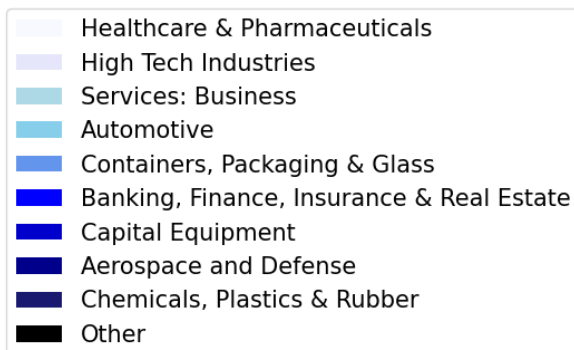 Healthcare & Pharmaceuticals
High Tech Industries
Services: Business
Automotive
Containers, Packaging & Glass
Banking, Finance, Insurance & Real Estate
Capital Equipment
Aerospace and Defense
Chemicals, Plastics & Rubber
Other